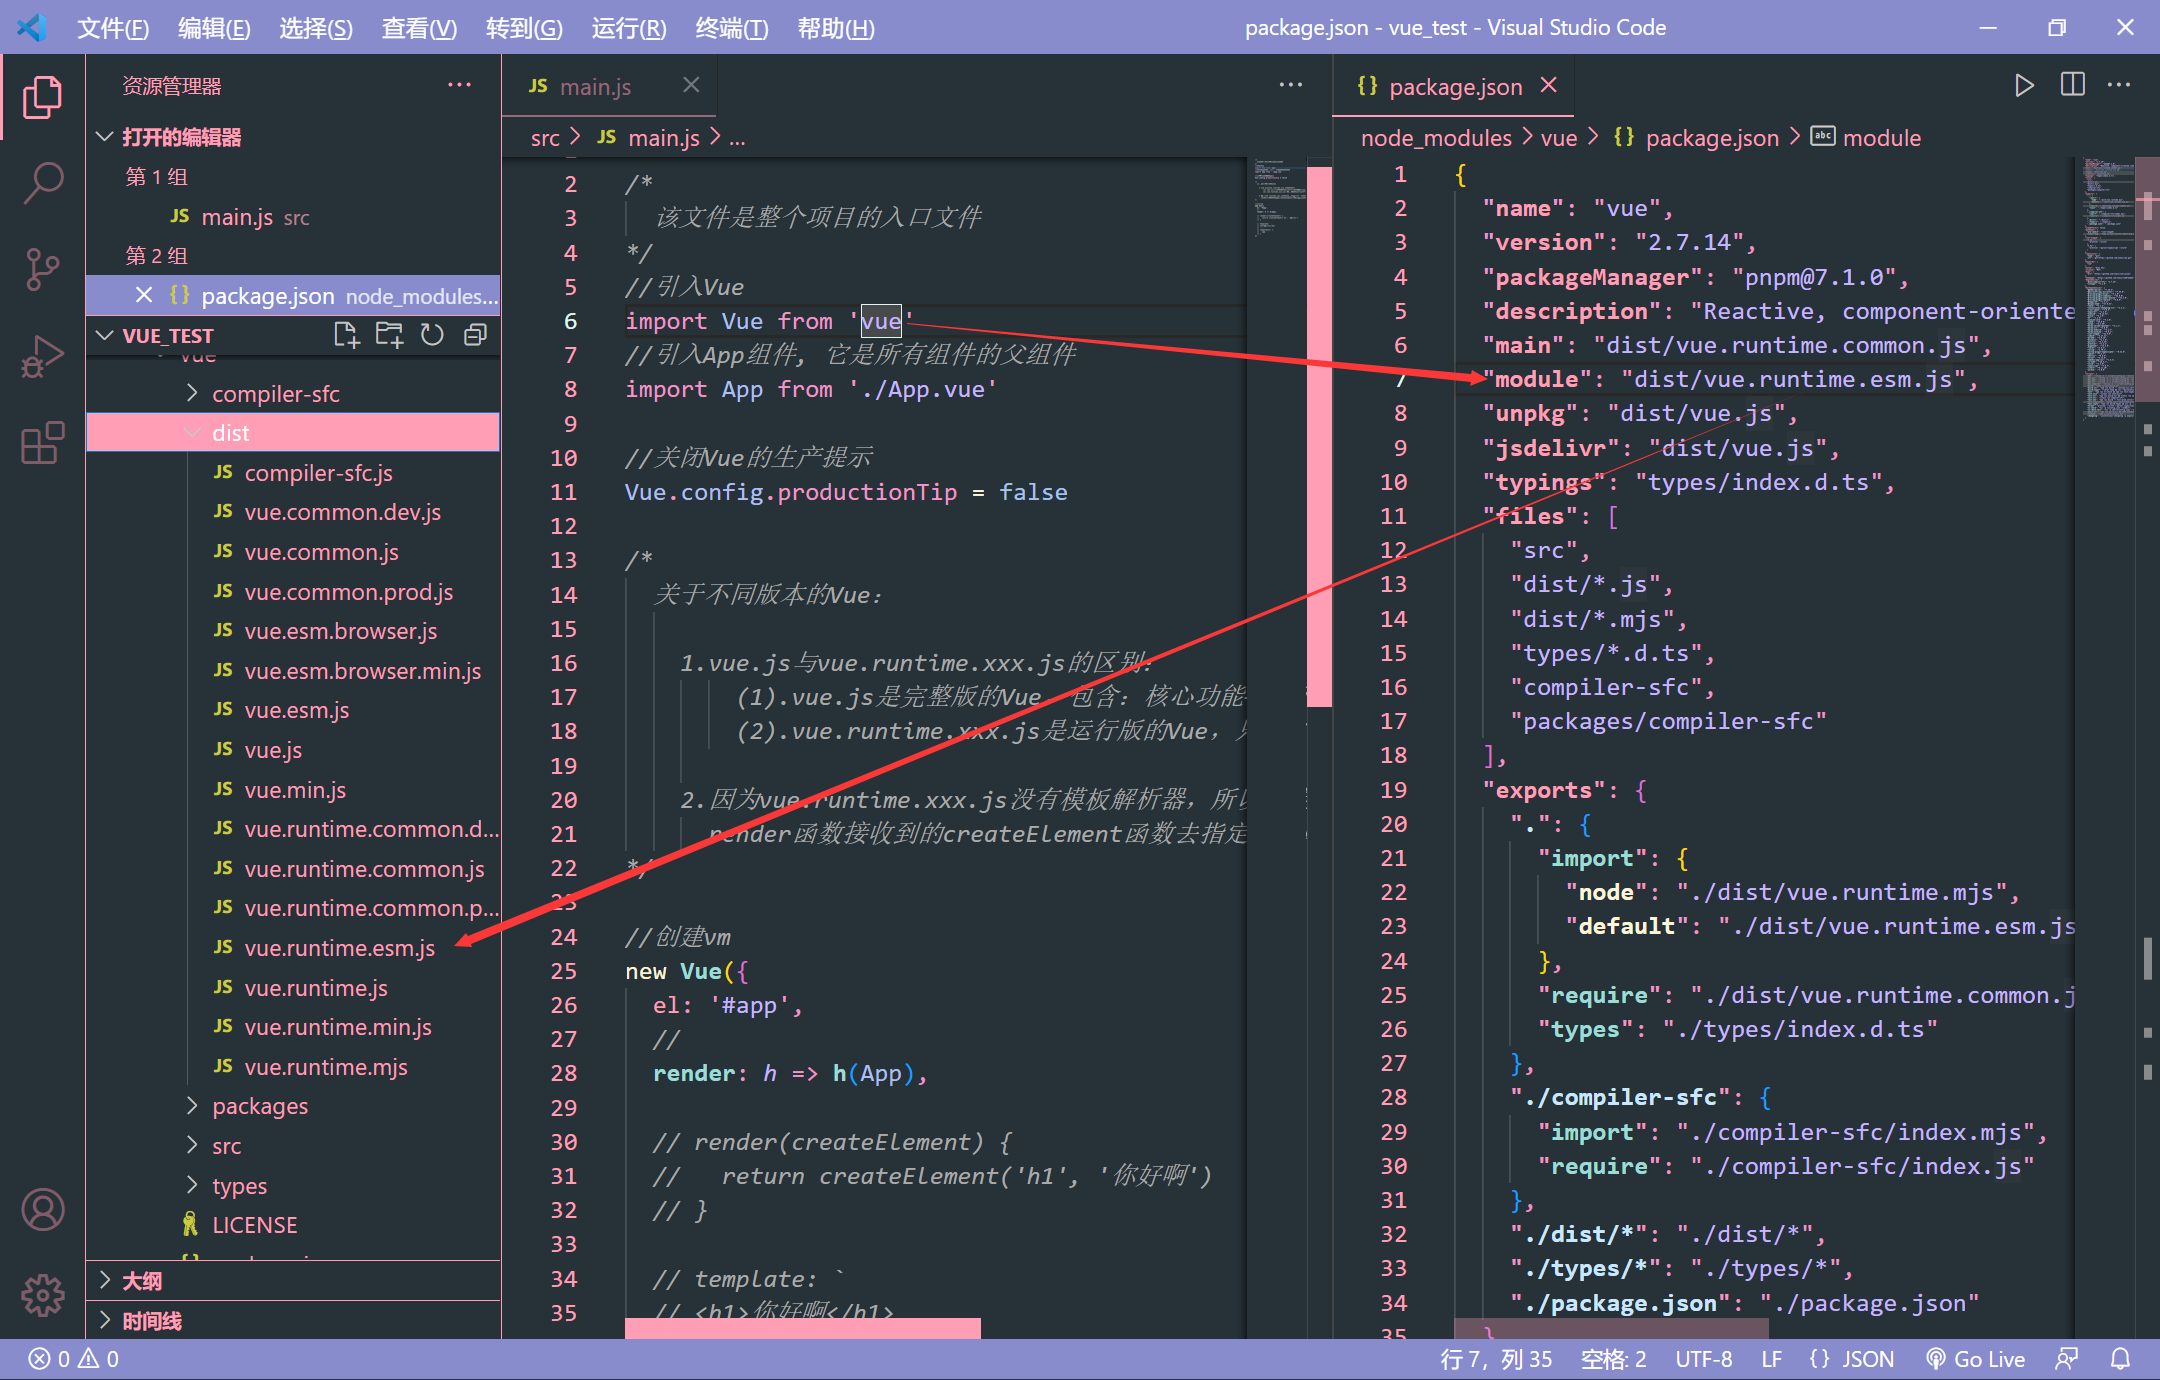 文件(F) 编辑(E) 选择(S) 查看(V) 转到(G) 运行(R) 终端(T) 帮助(H) package.json - vue_test - Visual Studio Code
资源管理器
打开的编辑器
第 1 组
JS main.js src
第 2 组
{} package.json node_modules...
VUE_TEST
vue
compiler-sfc
dist
JS compiler-sfc.js
JS vue.common.dev.js
JS vue.common.js
JS vue.common.prod.js
JS vue.esm.browser.js
JS vue.esm.browser.min.js
JS vue.esm.js
JS vue.js
JS vue.min.js
JS vue.runtime.common.d...
JS vue.runtime.common.js
JS vue.runtime.common.p...
JS vue.runtime.esm.js
JS vue.runtime.js
JS vue.runtime.min.js
JS vue.runtime.mjs
packages
src
types
LICENSE
大纲
时间线
JS main.js
src > JS main.js > ...
2 /*
3 该文件是整个项目的入口文件
4 */
5 //引入Vue
6 import Vue from 'vue'
7 //引入App组件, 它是所有组件的父组件
8 import App from './App.vue'
9
10 //关闭Vue的生产提示
11 Vue.config.productionTip = false
12
13 /*
14 关于不同版本的Vue:
15
16 1.vue.js与vue.runtime.xxx.js的区别:
17 (1).vue.js是完整版的Vue, 包含: 核心功能
18 (2).vue.runtime.xxx.js是运行版的Vue, 只
19
20 2.因为vue.runtime.xxx.js没有模板解析器, 所以
21 render函数接收到的createElement函数去指定
22 */
23
24 //创建vm
25 new Vue({
26 el: '#app',
27 //
28 render: h => h(App),
29
30 // render(createElement) {
31 // return createElement('h1', '你好啊')
32 // }
33
34 // template: `
35 // <h1>你好啊</h1>
{} package.json
node_modules > vue > {} package.json > abc module
1 {
2 "name": "vue",
3 "version": "2.7.14",
4 "packageManager": "pnpm@7.1.0",
5 "description": "Reactive, component-oriente
6 "main": "dist/vue.runtime.common.js",
7 "module": "dist/vue.runtime.esm.js",
8 "unpkg": "dist/vue.js",
9 "jsdelivr": "dist/vue.js",
10 "typings": "types/index.d.ts",
11 "files": [
12 "src",
13 "dist/*.js",
14 "dist/*.mjs",
15 "types/*.d.ts",
16 "compiler-sfc",
17 "packages/compiler-sfc"
18 ],
19 "exports": {
20 ".": {
21 "import": {
22 "node": "./dist/vue.runtime.mjs",
23 "default": "./dist/vue.runtime.esm.js
24 },
25 "require": "./dist/vue.runtime.common.j
26 "types": "./types/index.d.ts"
27 },
28 "./compiler-sfc": {
29 "import": "./compiler-sfc/index.mjs",
30 "require": "./compiler-sfc/index.js"
31 },
32 "./dist/*": "./dist/*",
33 "./types/*": "./types/*",
34 "./package.json": "./package.json"
35 }
0 0 行 7, 列 35 空格: 2 UTF-8 LF {} JSON Go Live